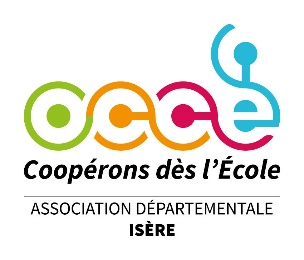 occe
Coopérons dès l'École
ASSOCIATION DÉPARTEMENTALE
ISÈRE